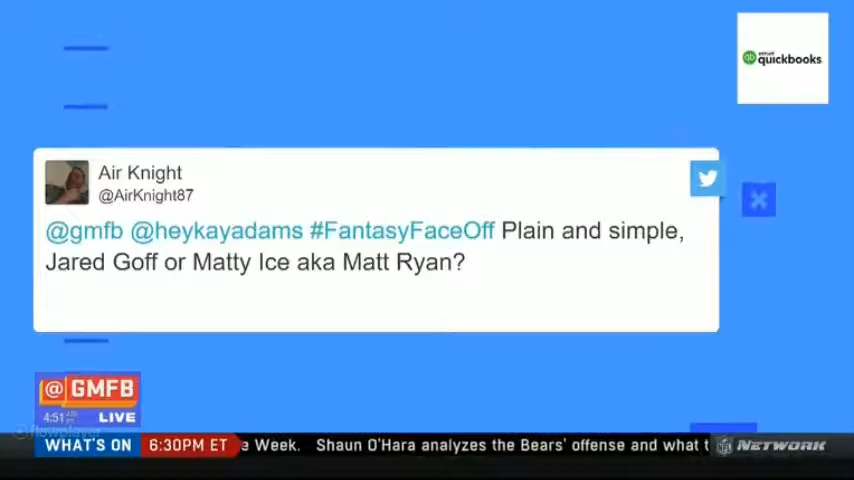 intuit
quickbooks
Air Knight
@AirKnight87
@gmfb @heykayadams #FantasyFaceOff Plain and simple,
Jared Goff or Matty Ice aka Matt Ryan?
@GMFB
4:51
LIVE
flowplayer
WHAT'S ON 6:30PM ET e Week. Shaun O'Hara analyzes the Bears' offense and what t NFL NETWORK